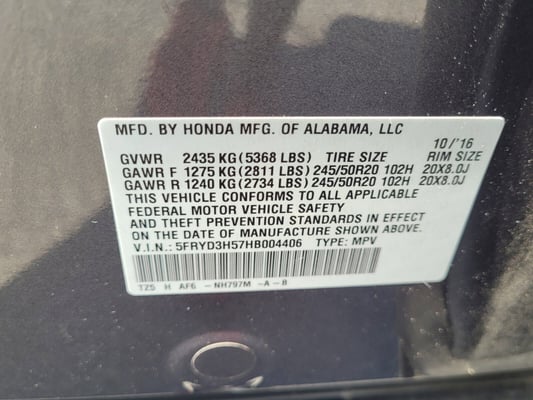 MFD. BY HONDA MFG. OF ALABAMA, LLC 10/'16
GVWR 2435 KG (5368 LBS) TIRE SIZE RIM SIZE
GAWR F 1275 KG (2811 LBS) 245/50R20 102H 20X8.0J
GAWR R 1240 KG (2734 LBS) 245/50R20 102H 20X8.0J
THIS VEHICLE CONFORMS TO ALL APPLICABLE
FEDERAL MOTOR VEHICLE SAFETY
AND THEFT PREVENTION STANDARDS IN EFFECT
ON THE DATE OF MANUFACTURE SHOWN ABOVE.
V.I.N.: 5FRYD3H57HB004406 TYPE: MPV
TZ5 H AF6 -NH797M -A-B